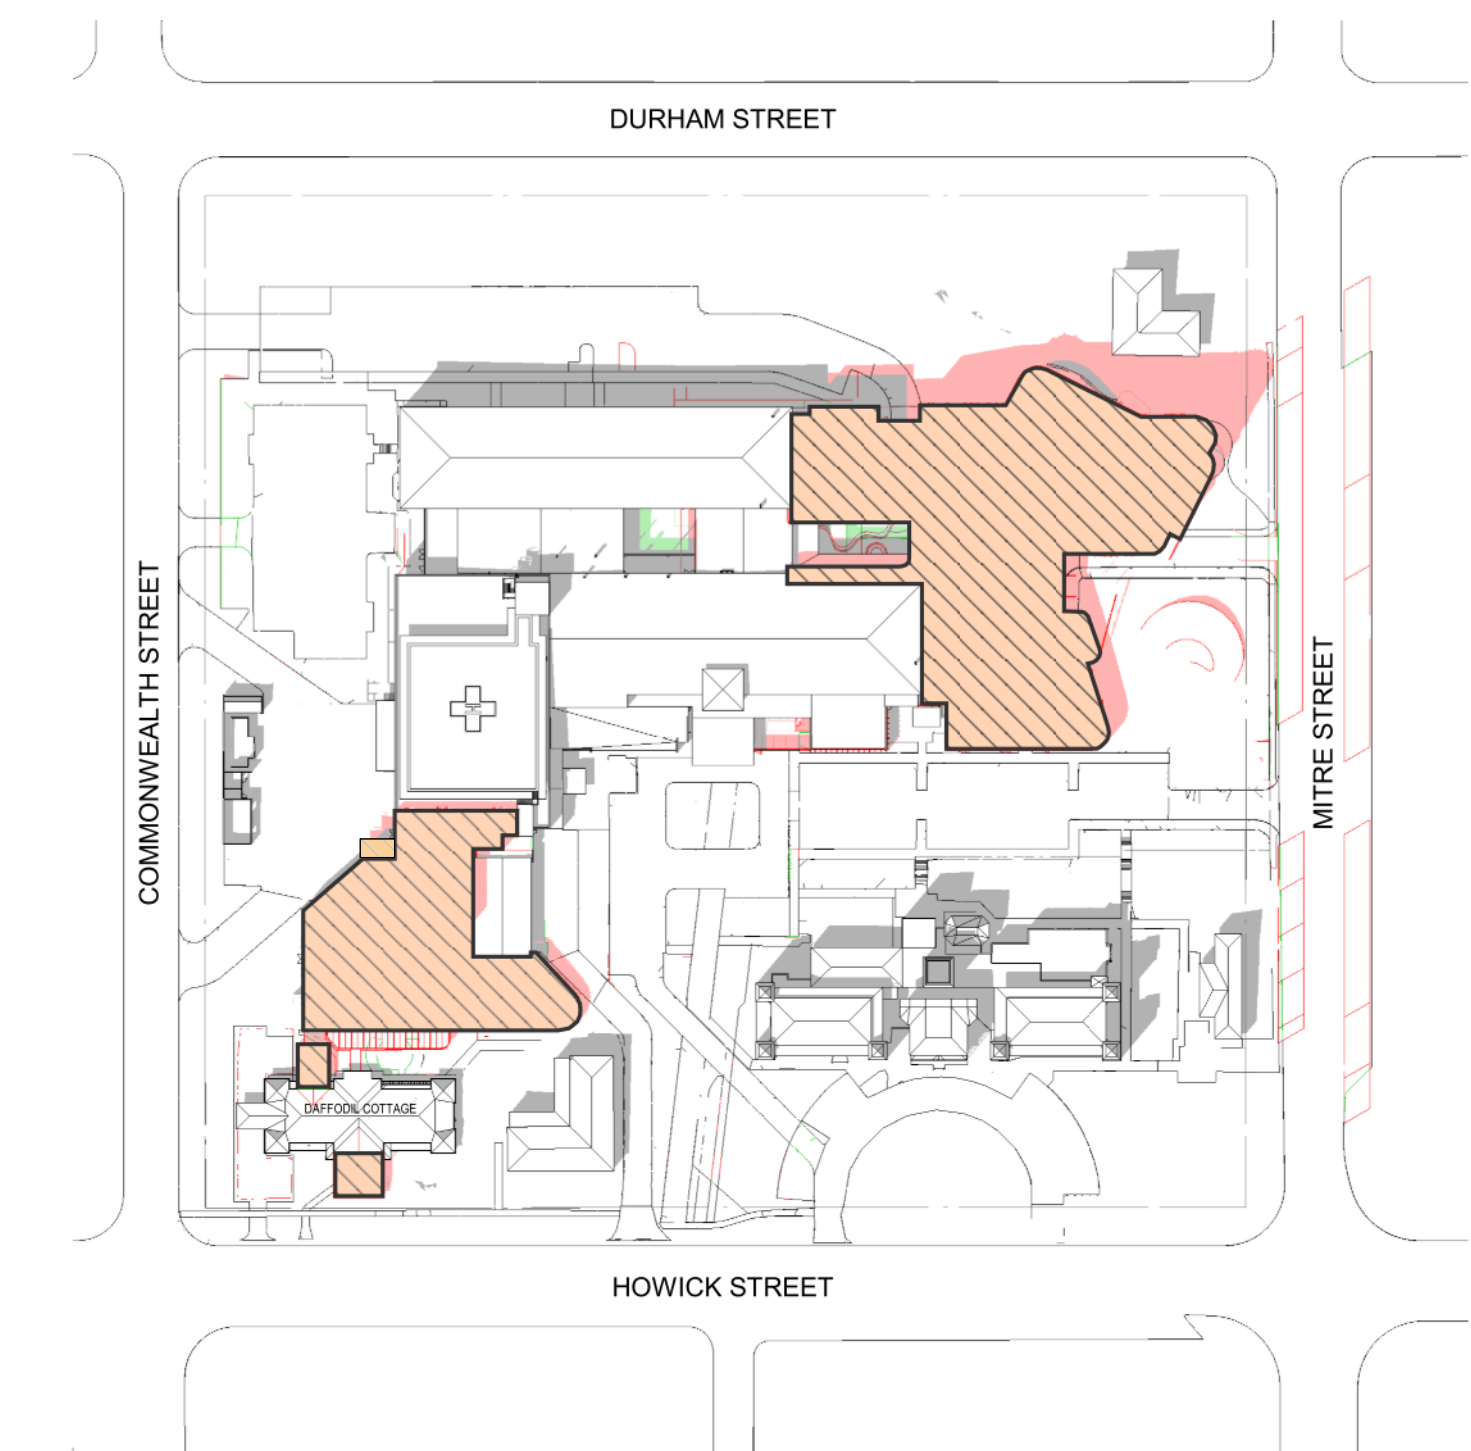 DURHAM STREET
COMMONWEALTH STREET
MITRE STREET
DAFFODIL COTTAGE
HOWICK STREET